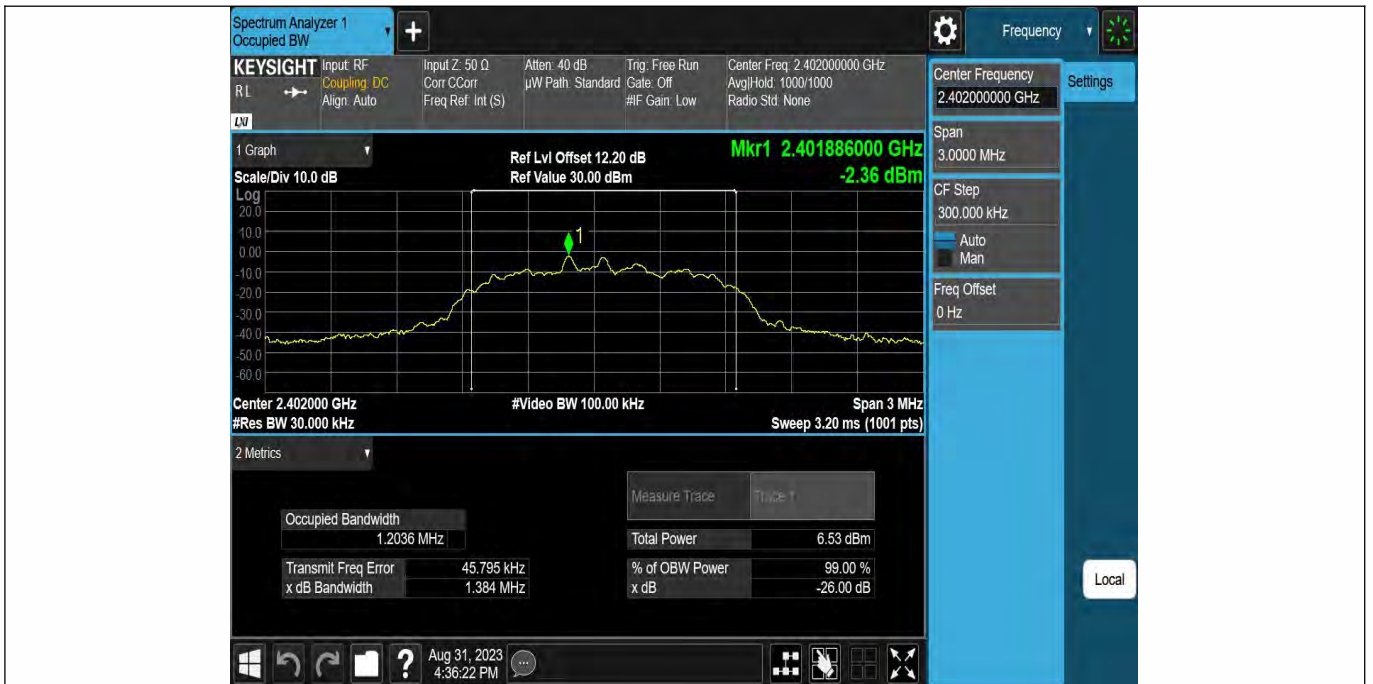 Spectrum Analyzer 1
Occupied BW
+
Frequency
KEYSIGHT
RL
LXI
Input: RF
Coupling: DC
Align: Auto
Input Z: 50 Ω
Corr CCorr
Freq Ref: Int (S)
Atten: 40 dB
µW Path: Standard
Trig: Free Run
Gate: Off
#IF Gain: Low
Center Freq: 2.402000000 GHz
Avg|Hold: 1000/1000
Radio Std: None
Center Frequency
2.402000000 GHz
Settings
Span
3.0000 MHz
CF Step
300.000 kHz
Auto
Man
Freq Offset
0 Hz
Local
1 Graph
Scale/Div 10.0 dB
Ref Lvl Offset 12.20 dB
Ref Value 30.00 dBm
Mkr1 2.401886000 GHz
-2.36 dBm
Log
20.0
10.0
0.00
-10.0
-20.0
-30.0
-40.0
-50.0
-60.0
1
Center 2.402000 GHz
#Video BW 100.00 kHz
Span 3 MHz
#Res BW 30.000 kHz
Sweep 3.20 ms (1001 pts)
2 Metrics
Measure Trace
Trace 1
Occupied Bandwidth
1.2036 MHz
Total Power
6.53 dBm
Transmit Freq Error
45.795 kHz
% of OBW Power
99.00 %
x dB Bandwidth
1.384 MHz
x dB
-26.00 dB
?
Aug 31, 2023
4:36:22 PM